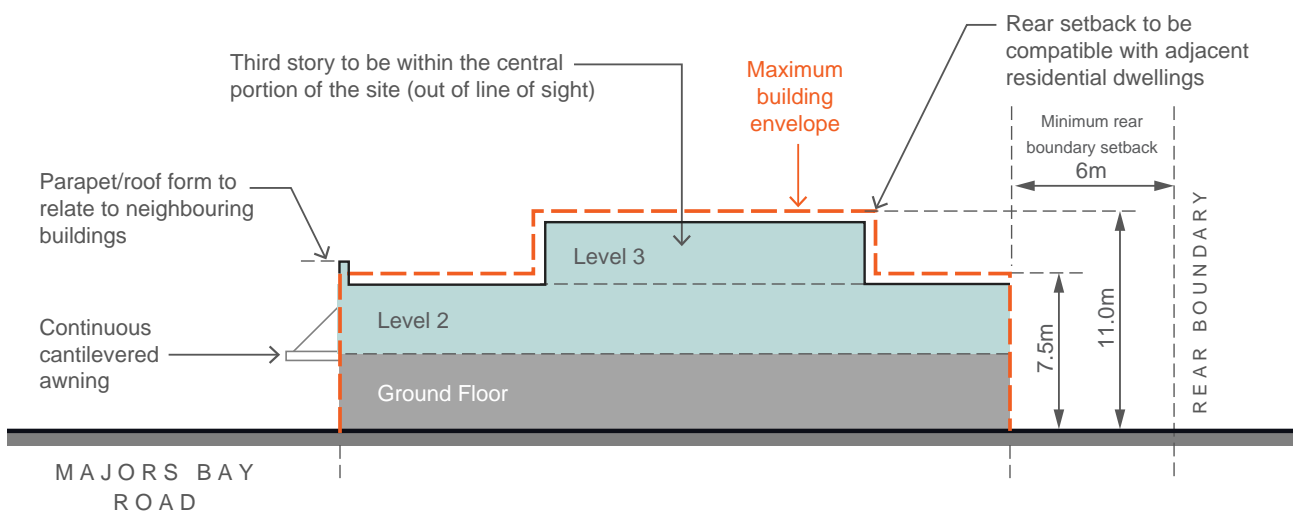 Third story to be within the central
portion of the site (out of line of sight)
Maximum
building
envelope
Rear setback to be
compatible with adjacent
residential dwellings
Minimum rear
boundary setback
6m
Parapet/roof form to
relate to neighbouring
buildings
Level 3
Level 2
Continuous
cantilevered
awning
Ground Floor
7.5m
11.0m
REAR BOUNDARY
MAJORS BAY
ROAD